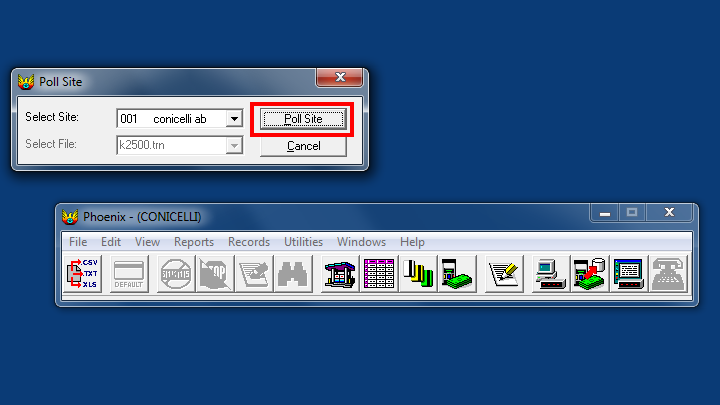 Poll Site
Select Site: 001 conicelli ab Poll Site
Select File: k2500.trn Cancel
Phoenix - (CONICELLI)
File Edit View Reports Records Utilities Windows Help
CSV
TXT
XLS
DEFAULT